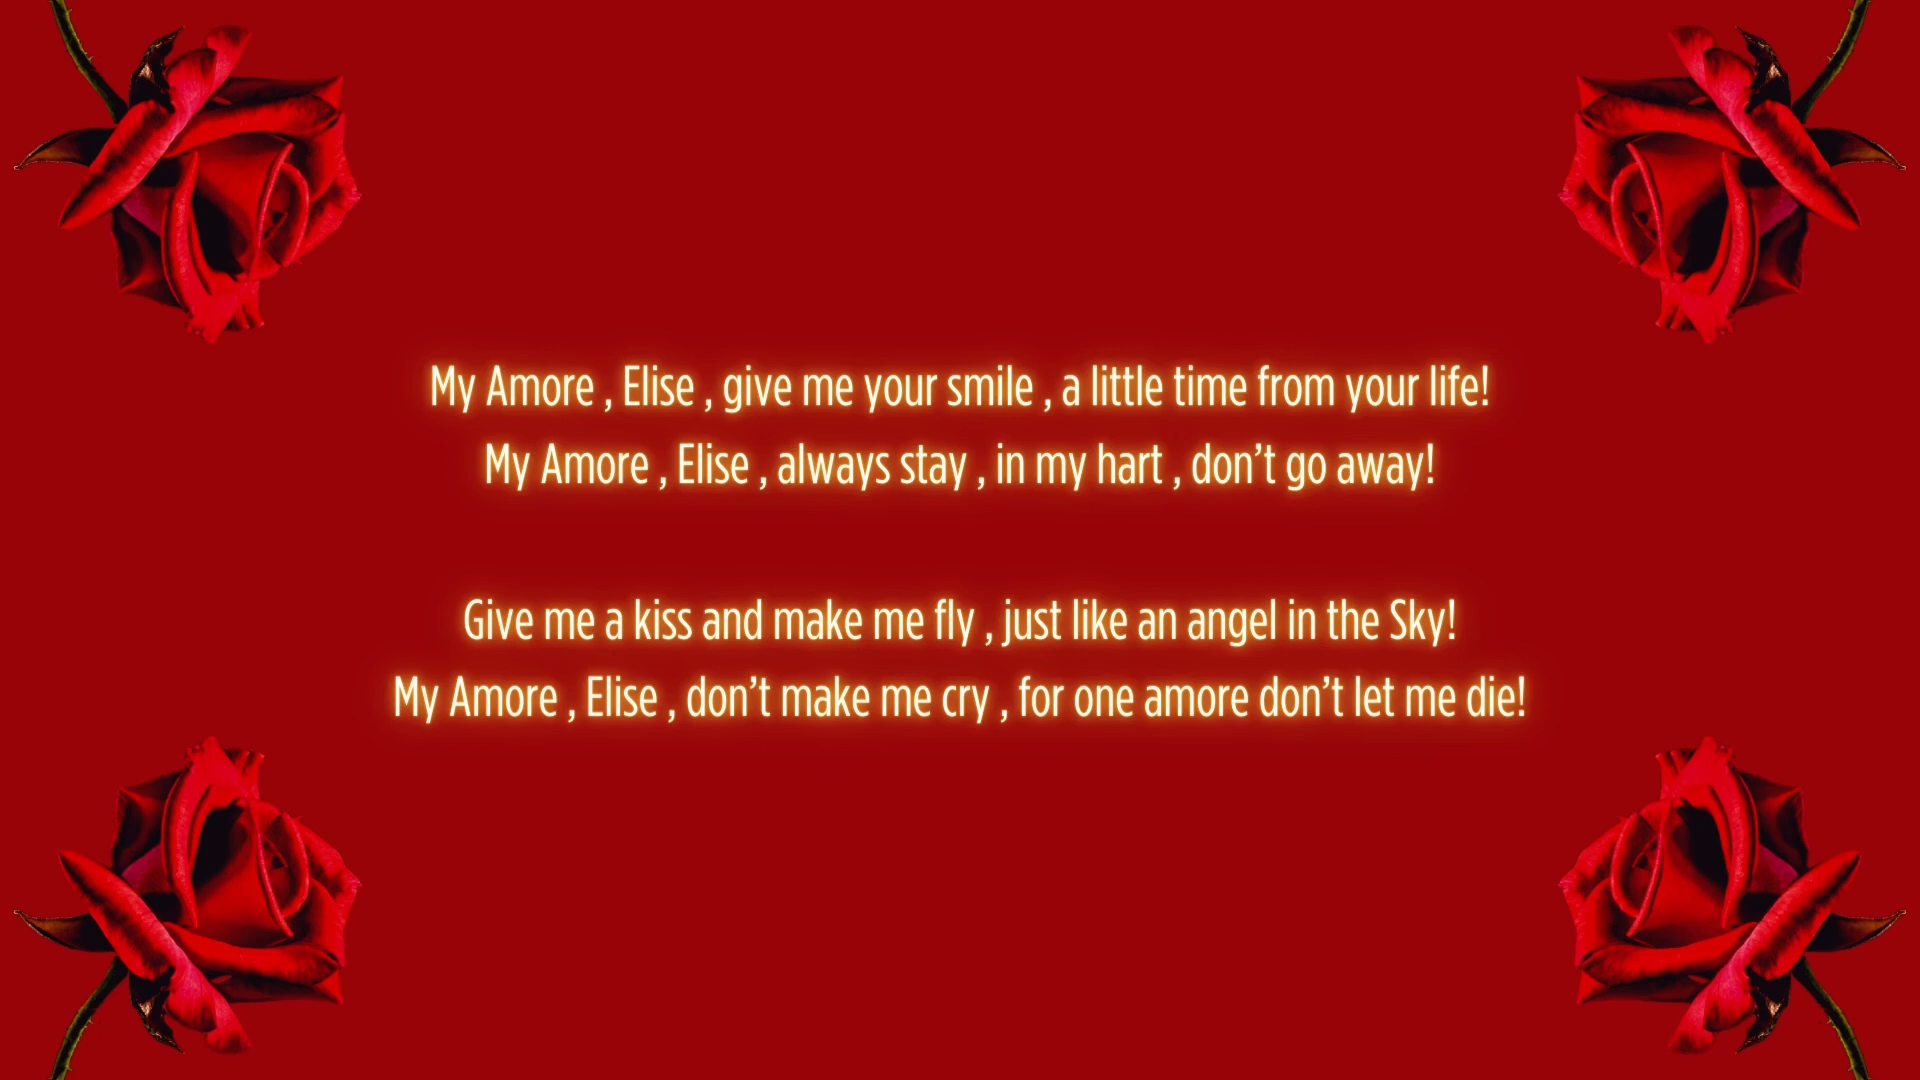 My Amore , Elise , give me your smile , a little time from your life!
My Amore , Elise , always stay , in my hart , don’t go away!
Give me a kiss and make me fly , just like an angel in the Sky!
My Amore , Elise , don’t make me cry , for one amore don’t let me die!